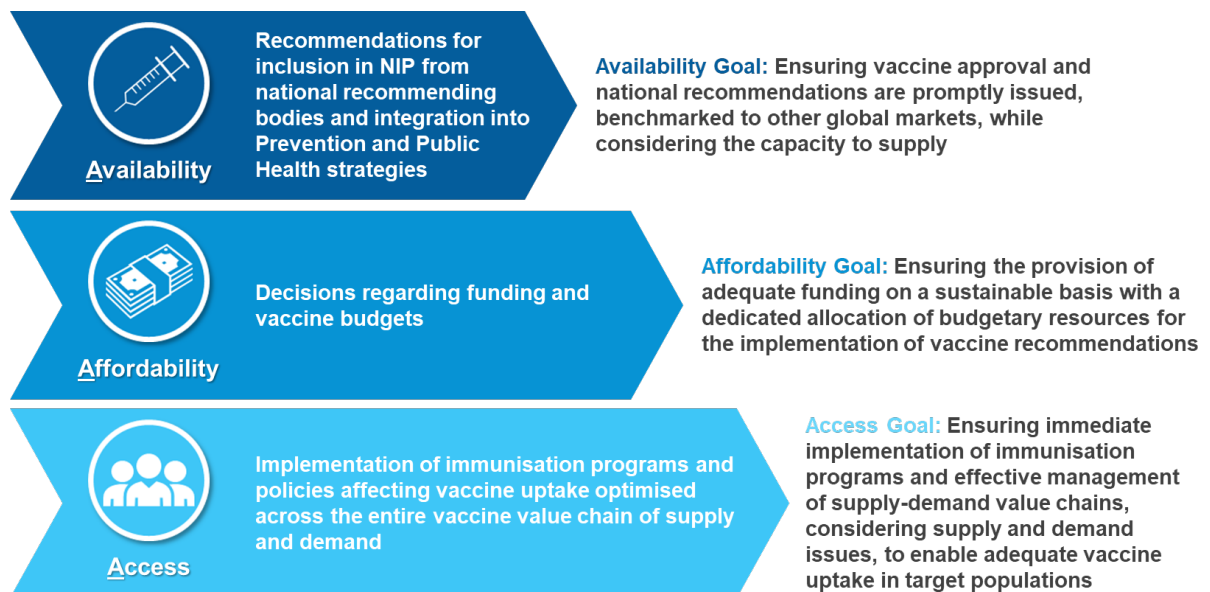 Recommendations for
inclusion in NIP from
national recommending
bodies and integration into
Prevention and Public
Health strategies
Availability
Availability Goal: Ensuring vaccine approval and
national recommendations are promptly issued,
benchmarked to other global markets, while
considering the capacity to supply
Decisions regarding funding and
vaccine budgets
Affordability
Affordability Goal: Ensuring the provision of
adequate funding on a sustainable basis with a
dedicated allocation of budgetary resources for
the implementation of vaccine recommendations
Implementation of immunisation programs and
policies affecting vaccine uptake optimised
across the entire vaccine value chain of supply
and demand
Access
Access Goal: Ensuring immediate
implementation of immunisation
programs and effective management
of supply-demand value chains,
considering supply and demand
issues, to enable adequate vaccine
uptake in target populations